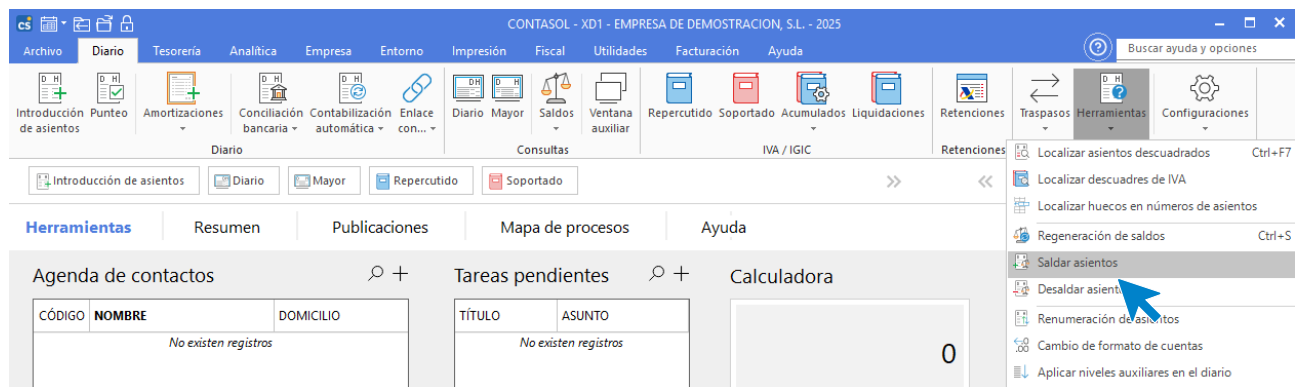 cs
CONTASOL - XD1 - EMPRESA DE DEMOSTRACION, S.L. - 2025
Archivo Diario Tesorería Analítica Empresa Entorno Impresión Fiscal Utilidades Facturación Ayuda Buscar ayuda y opciones
Introducción de asientos
Punteo
Amortizaciones
Conciliación bancaria
Contabilización automática
Enlace con...
Diario
Mayor
Saldos
Ventana auxiliar
Repercutido
Soportado
Acumulados
Liquidaciones
Retenciones
Traspasos
Herramientas
Configuraciones
Diario Consultas IVA / IGIC Retenciones
Introducción de asientos Diario Mayor Repercutido Soportado
Herramientas Resumen Publicaciones Mapa de procesos Ayuda
Agenda de contactos
CÓDIGO NOMBRE DOMICILIO
No existen registros
Tareas pendientes
TÍTULO ASUNTO
No existen registros
Calculadora
0
Localizar asientos descuadrados Ctrl+F7
Localizar descuadres de IVA
Localizar huecos en números de asientos
Regeneración de saldos Ctrl+S
Saldar asientos
Desaldar asient
Renumeración de asientos
Cambio de formato de cuentas
Aplicar niveles auxiliares en el diario